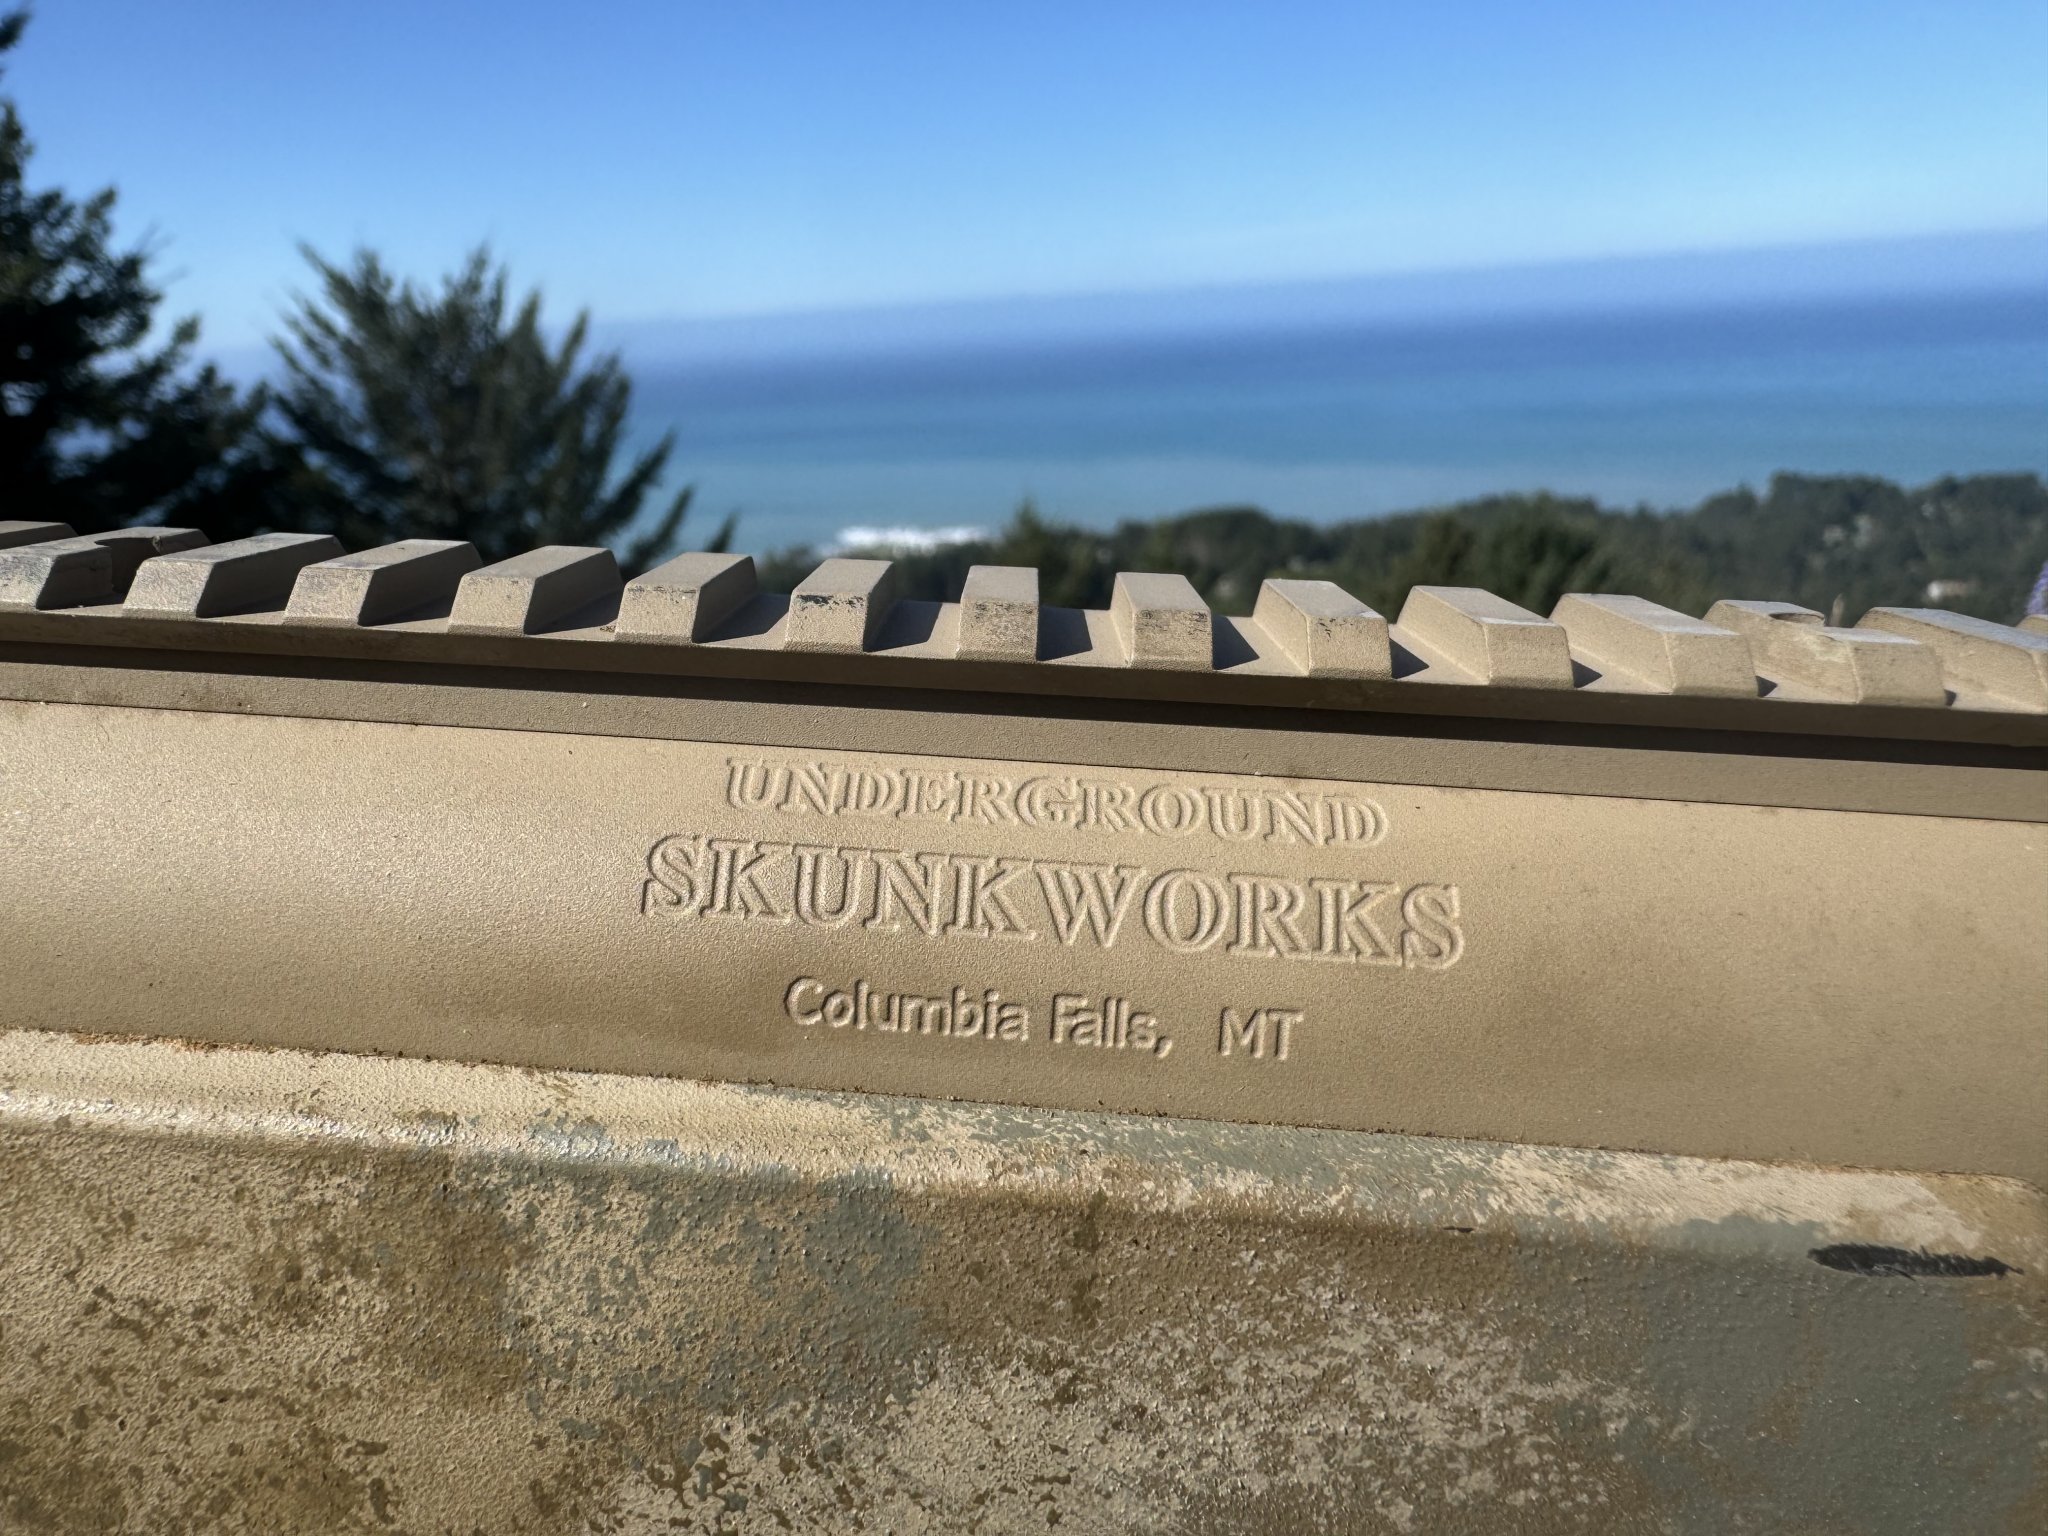 UNDERGROUND
SKUNKWORKS
Columbia Falls, MT